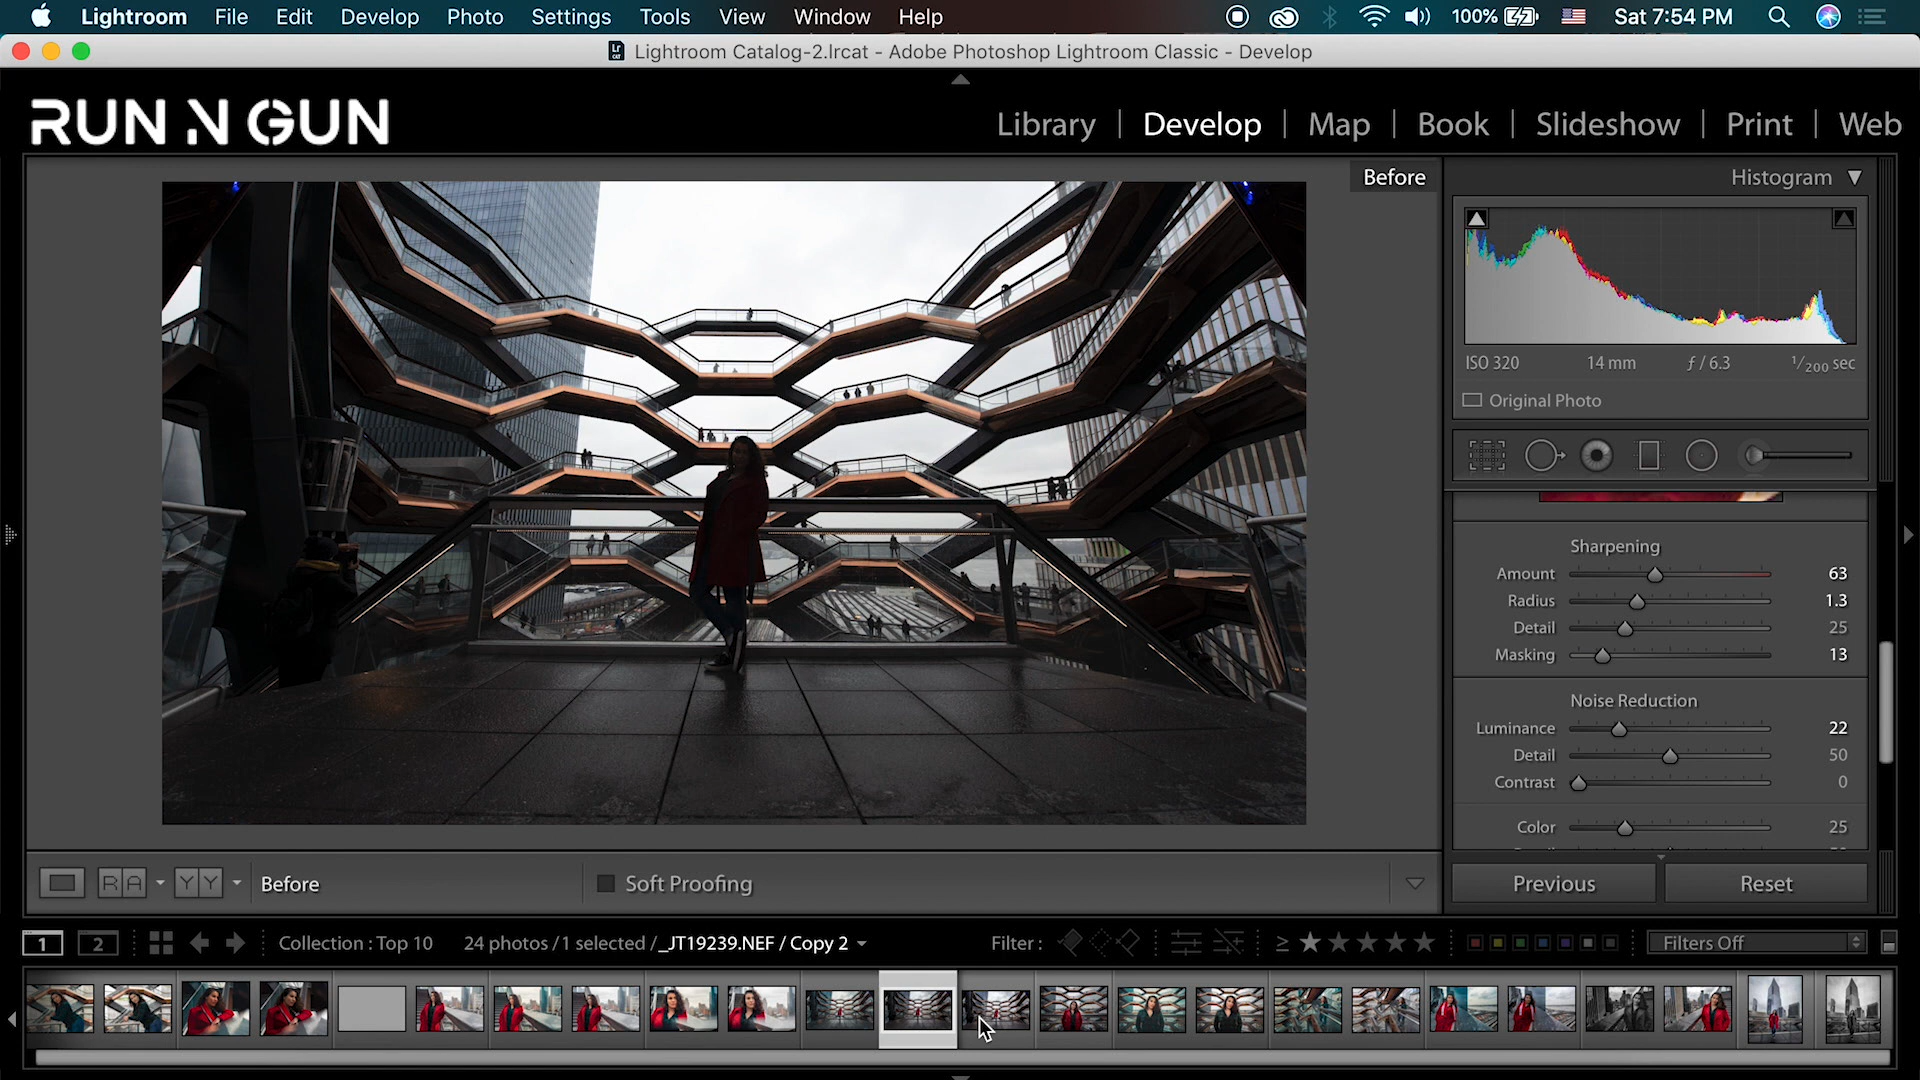 Lightroom File Edit Develop Photo Settings Tools View Window Help 100% Sat 7:54 PM
Lightroom Catalog-2.lrcat - Adobe Photoshop Lightroom Classic - Develop
RUN N GUN
Library | Develop | Map | Book | Slideshow | Print | Web
Before
Histogram
ISO 320 14 mm ƒ / 6.3 1/200 sec
Original Photo
Sharpening
Amount 63
Radius 1.3
Detail 25
Masking 13
Noise Reduction
Luminance 22
Detail 50
Contrast 0
Color 25
R A Y Y Before Soft Proofing
Previous Reset
1 2 Collection : Top 10 24 photos / 1 selected / _JT19239.NEF / Copy 2 Filter : ≥ Filters Off